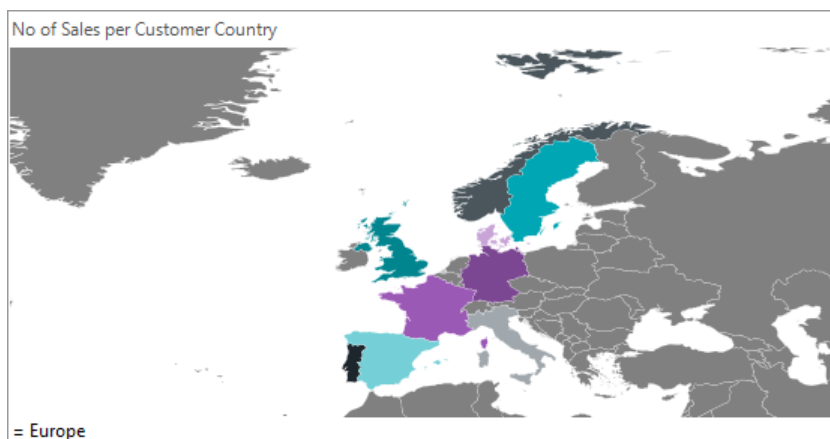 No of Sales per Customer Country
= Europe